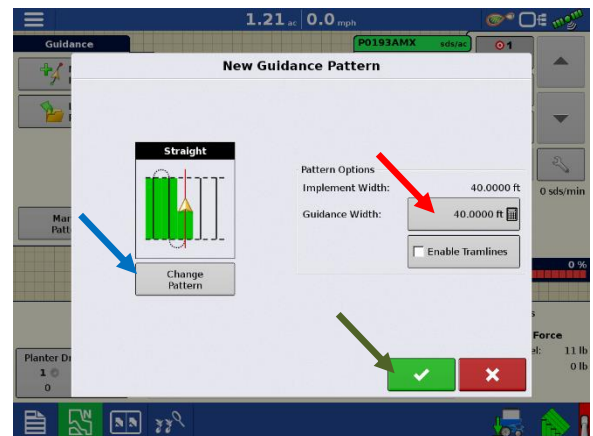 1.21 ac 0.0 mph
Guidance
P0193AMX sds/ac
1
New Guidance Pattern
Straight
Pattern Options
Implement Width: 40.0000 ft
Guidance Width: 40.0000 ft
Enable Tramlines
Change
Pattern
0 sds/min
0 %
Force
11 lb
0 lb
Planter
1
0